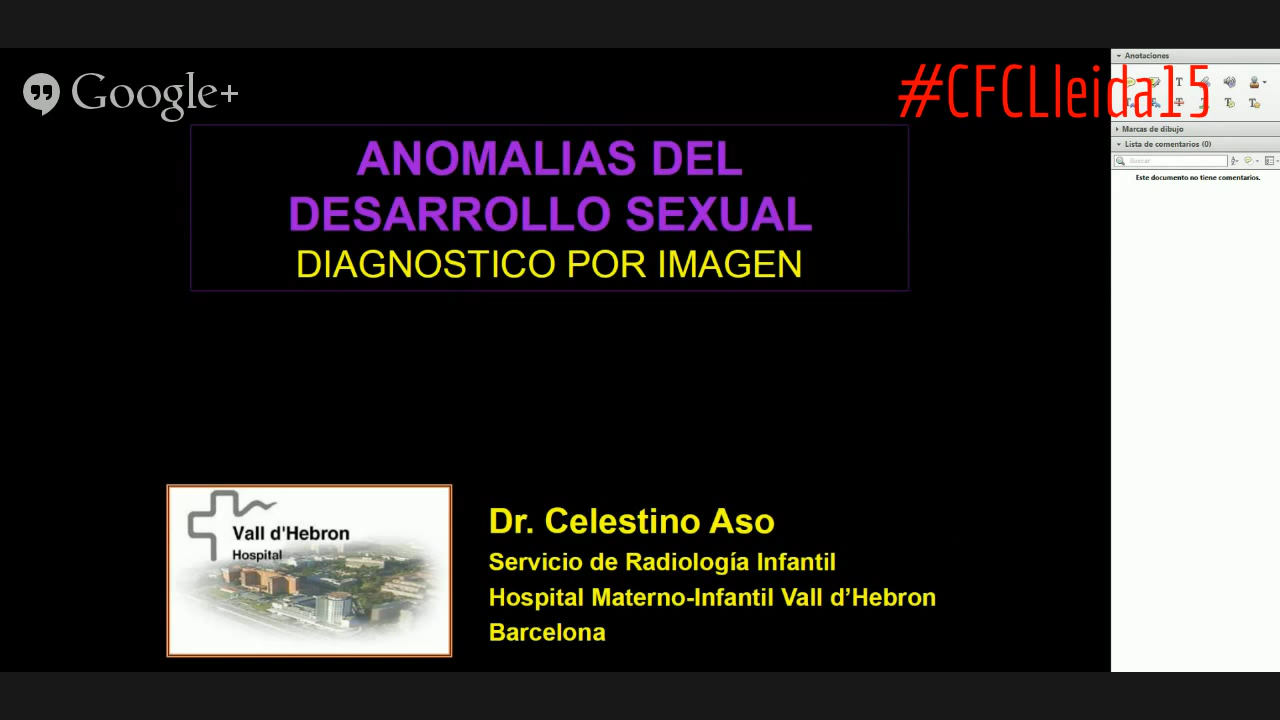 Google+
#CFCLleida15
Anotaciones
Marcas de dibujo
Lista de comentarios (0)
Buscar
Este documento no tiene comentarios.
ANOMALIAS DEL
DESARROLLO SEXUAL
DIAGNOSTICO POR IMAGEN
Vall d'Hebron
Hospital
Dr. Celestino Aso
Servicio de Radiología Infantil
Hospital Materno-Infantil Vall d’Hebron
Barcelona